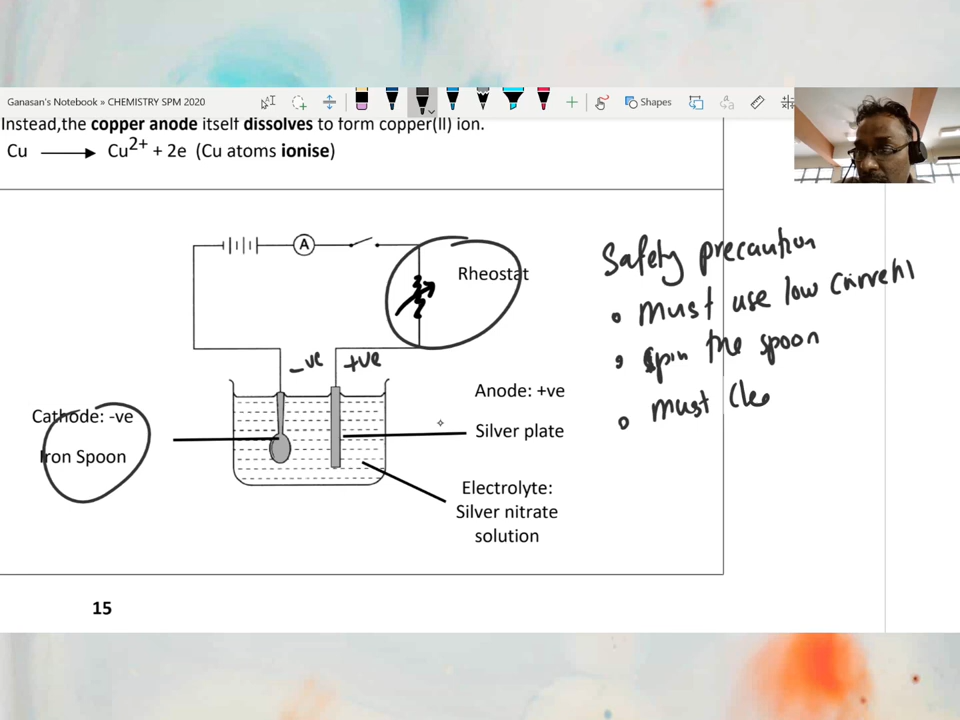 Ganasan's Notebook » CHEMISTRY SPM 2020
Shapes
Instead,the copper anode itself dissolves to form copper(II) ion.
Cu ⟶ Cu²⁺ + 2e (Cu atoms ionise)
A
Rheostat
-ve +ve
Cathode: -ve
Iron Spoon
Anode: +ve
Silver plate
Electrolyte:
Silver nitrate
solution
Safety precaution
• must use low current
• spin the spoon
• must cle
15